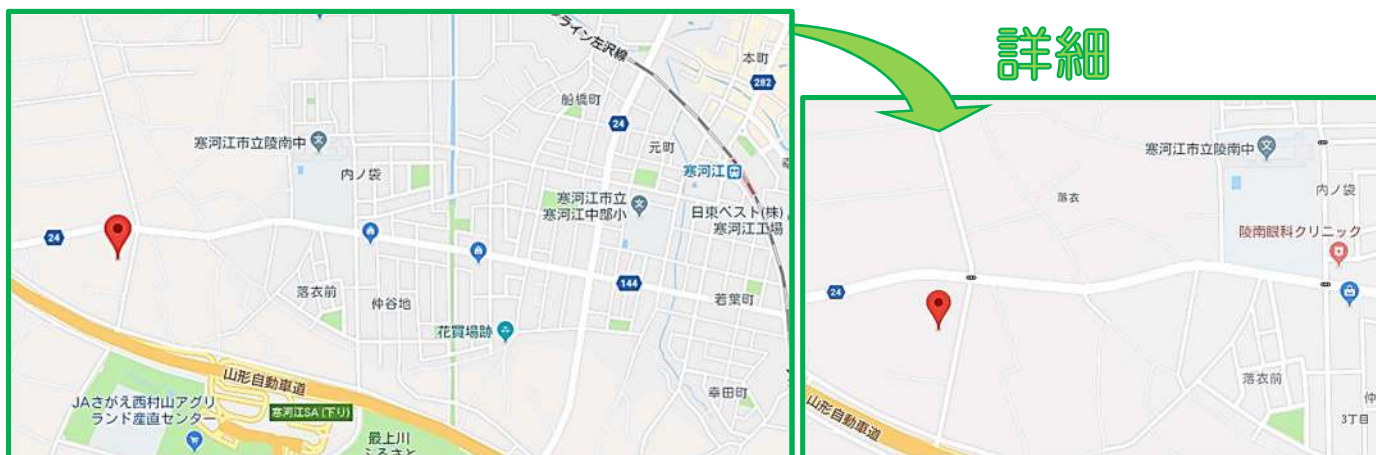 詳細
ライン左沢線
本町
282
船橋町
24
元町
寒河江市立陵南中
寒河江
内ノ袋
寒河江市立
寒河江中部小
日東ベスト(株)
寒河江工場
24
144
若葉町
落衣前
仲谷地
花買場跡
山形自動車道
幸田町
JAさがえ西村山アグリ
ランド産直センター
寒河江SA (下り)
最上川
ふるさと
寒河江市立陵南中
落衣
内ノ袋
陵南眼科クリニック
24
落衣前
仲
3丁目
山形自動車道